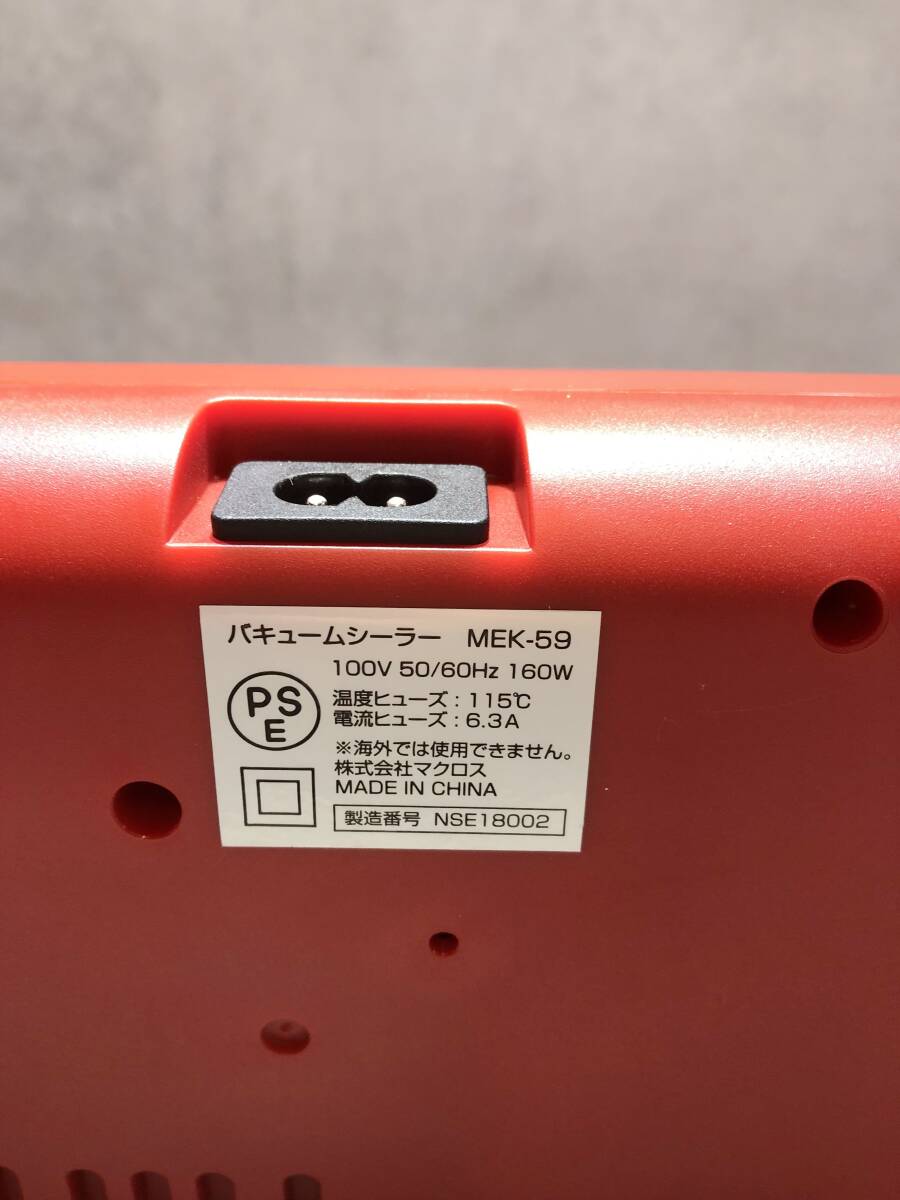 バキュームシーラー MEK-59
100V 50/60Hz 160W
PS
E
温度ヒューズ：115℃
電流ヒューズ：6.3A
※海外では使用できません。
株式会社マクロス
MADE IN CHINA
製造番号 NSE18002